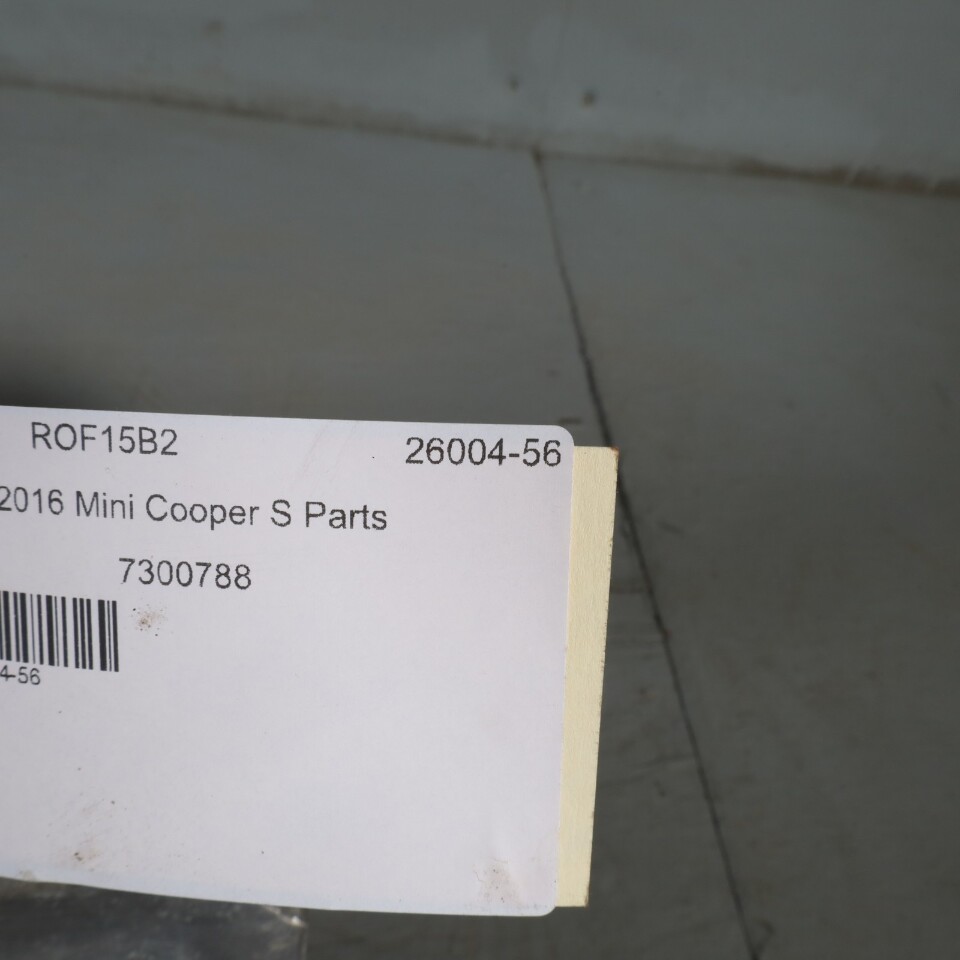 ROF15B2 26004-56
2016 Mini Cooper S Parts
7300788
4-56